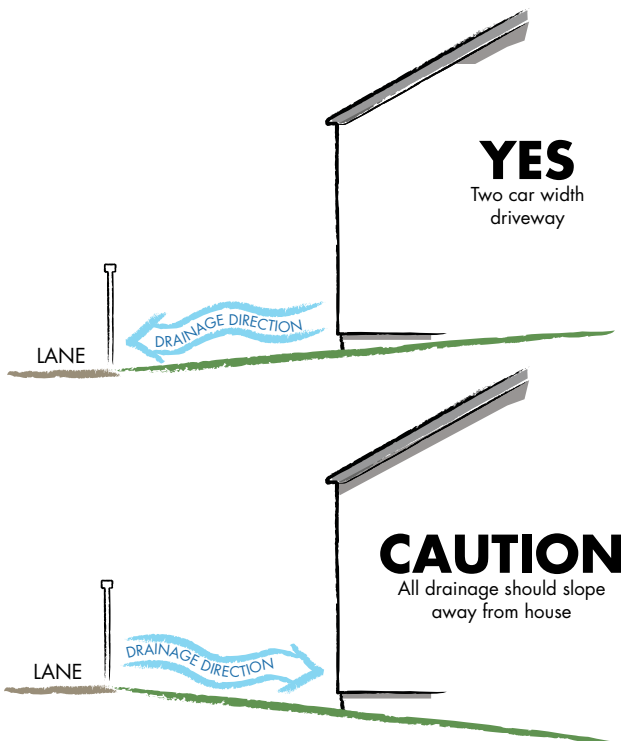 YES
Two car width
driveway
DRAINAGE DIRECTION
LANE
CAUTION
All drainage should slope
away from house
DRAINAGE DIRECTION
LANE